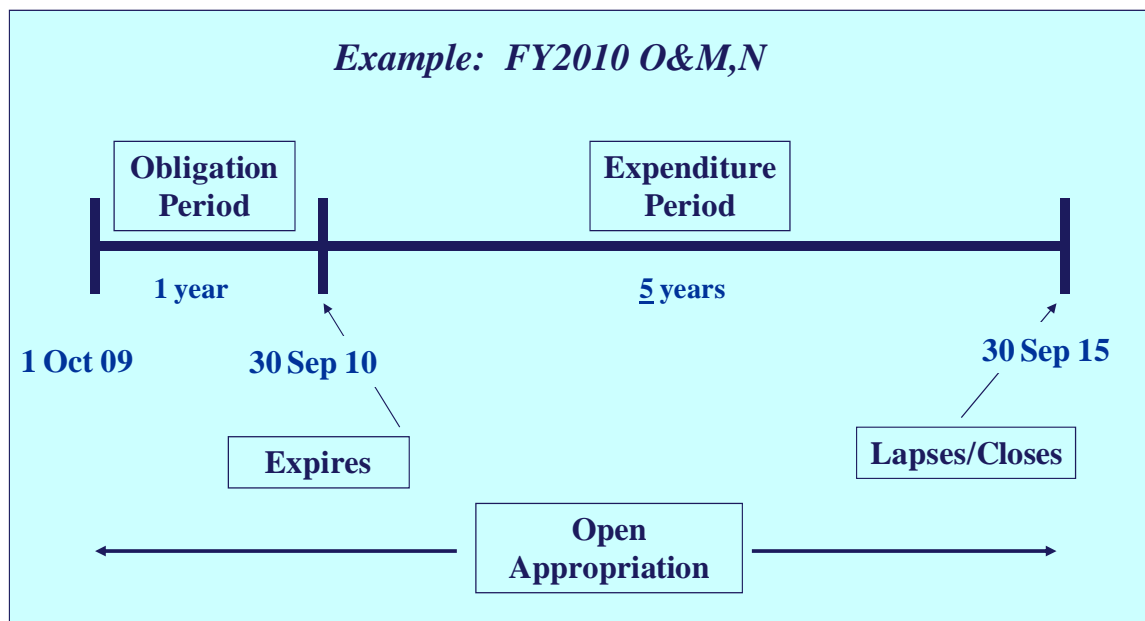 Example: FY2010 O&M,N
Obligation
Period
Expenditure
Period
1 year
5 years
1 Oct 09
30 Sep 10
30 Sep 15
Expires
Lapses/Closes
Open
Appropriation